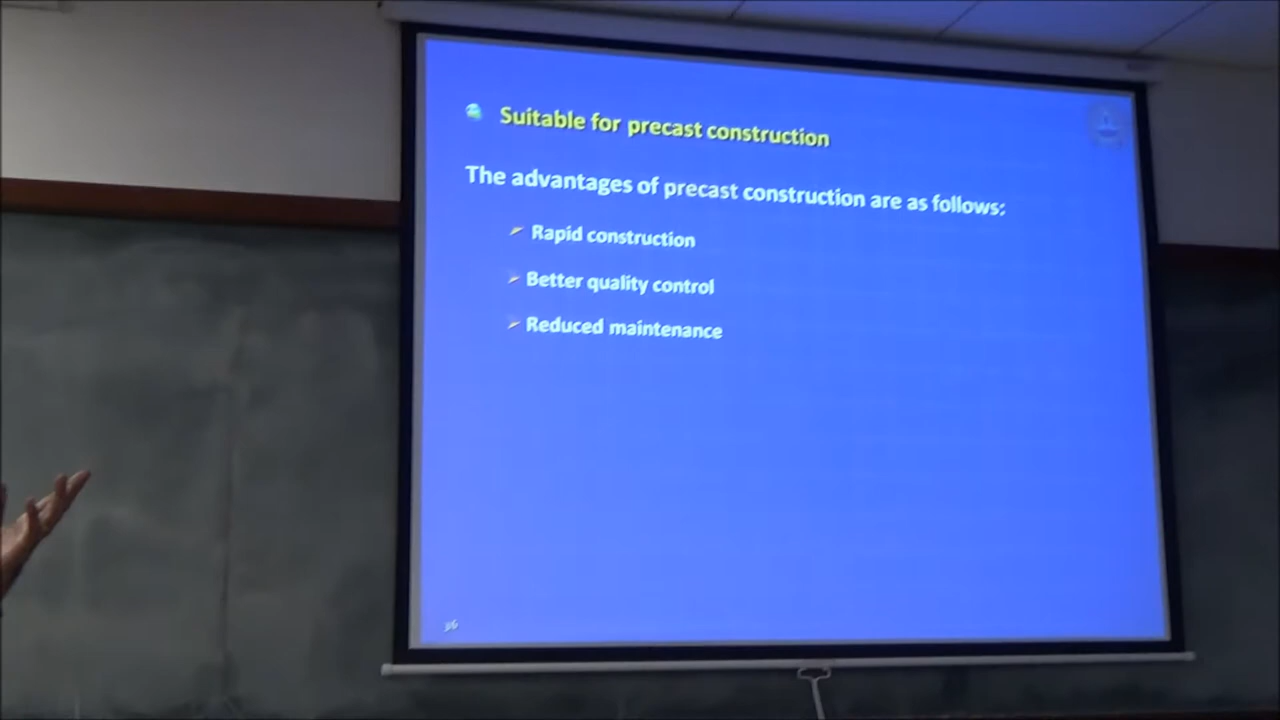 Suitable for precast construction
The advantages of precast construction are as follows:
Rapid construction
Better quality control
Reduced maintenance
36